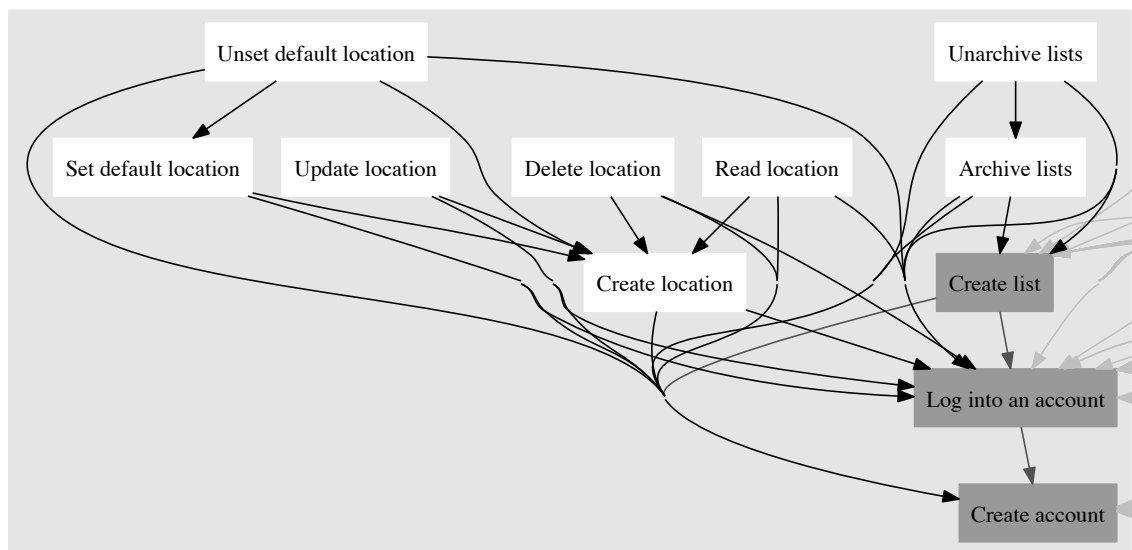 Unset default location
Unarchive lists
Set default location
Update location
Delete location
Read location
Archive lists
Create location
Create list
Log into an account
Create account